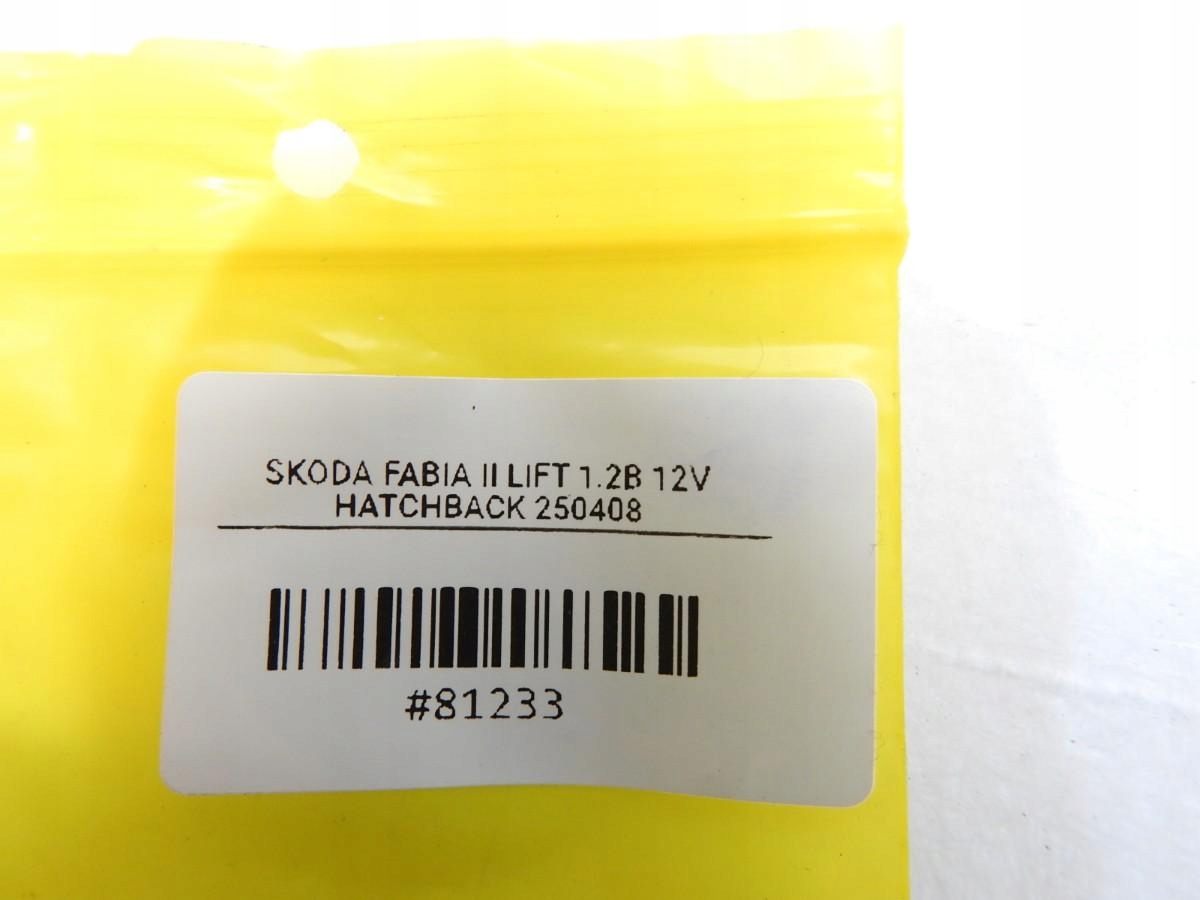 SKODA FABIA II LIFT 1.2B 12V
HATCHBACK 250408
#81233